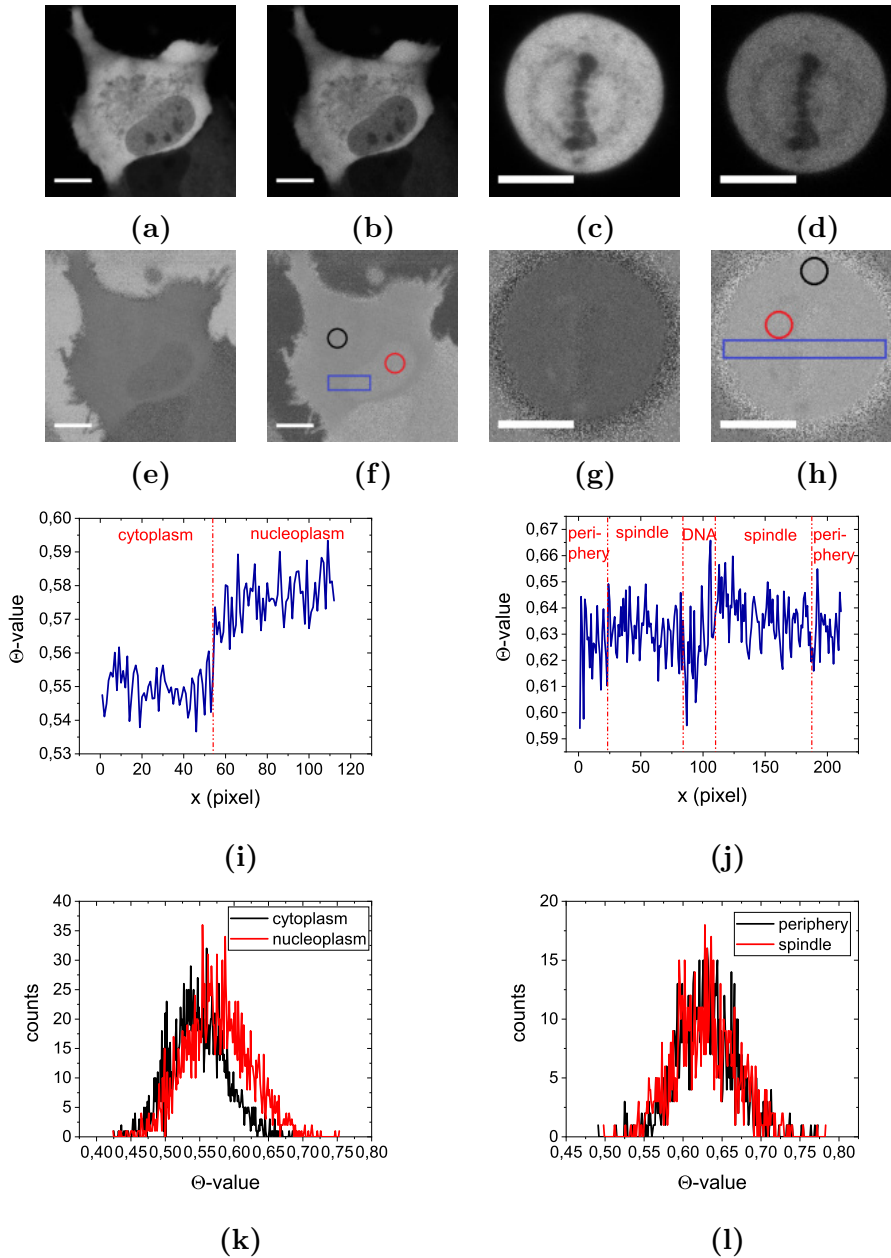 (a) (b) (c) (d)
(e) (f) (g) (h)
0,60
0,59
0,58
0,57
0,56
0,55
0,54
0,53
Θ-value
cytoplasm nucleoplasm
0 20 40 60 80 100 120
x (pixel)
(i)
0,67
0,66
0,65
0,64
0,63
0,62
0,61
0,60
0,59
Θ-value
peri-
phery
spindle
DNA
spindle
peri-
phery
0 50 100 150 200
x (pixel)
(j)
40
35
30
25
20
15
10
5
0
counts
cytoplasm
nucleoplasm
0,40 0,45 0,50 0,55 0,60 0,65 0,70 0,75 0,80
Θ-value
(k)
20
15
10
5
0
counts
periphery
spindle
0,45 0,50 0,55 0,60 0,65 0,70 0,75 0,80
Θ-value
(l)